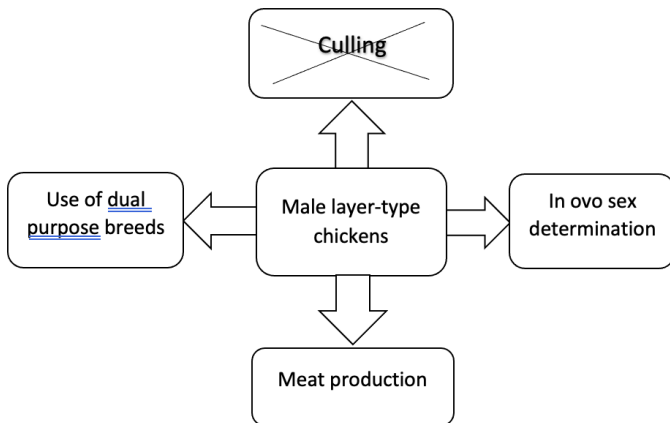 Culling
Use of dual
purpose breeds
Male layer-type
chickens
In ovo sex
determination
Meat production